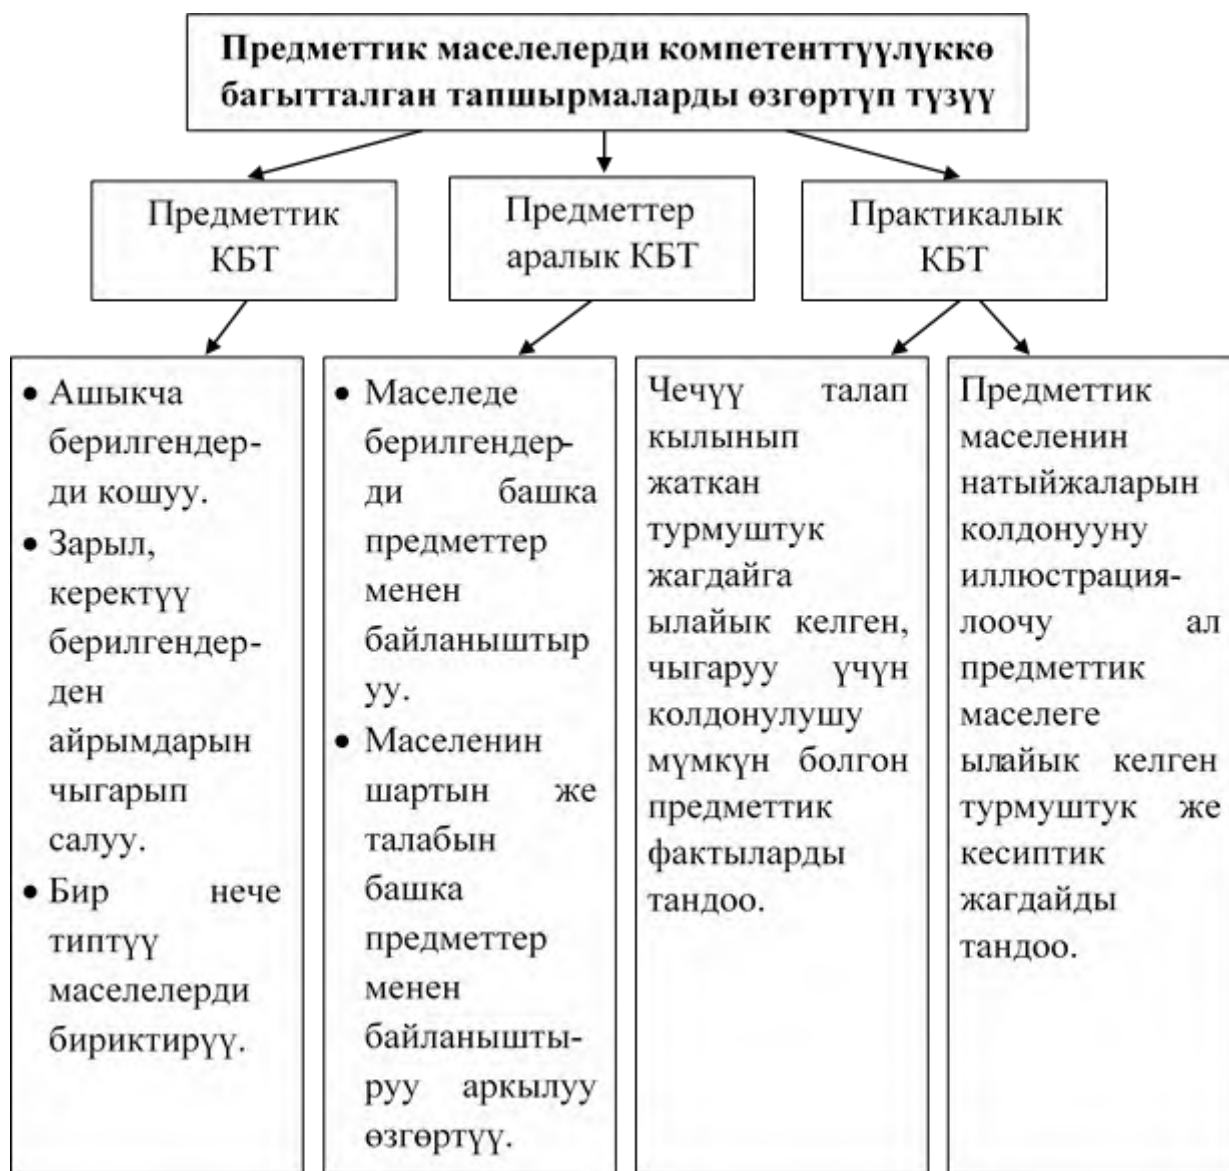 Предметтик маселелерди компетенттүүлүккө
багытталган тапшырмаларды өзгөртүп түзүү
Предметтик
КБТ
Предметтер
аралык КБТ
Практикалык
КБТ
• Ашыкча
берилгендер-
ди кошуу.
• Зарыл,
керектүү
берилгендер-
ден
айрымдарын
чыгарып
салуу.
• Бир нече
типтүү
маселелерди
бириктирүү.
• Маселеде
берилгендер-
ди башка
предметтер
менен
байланыштыр
уу.
• Маселенин
шартын же
талабын
башка
предметтер
менен
байланышты-
руу аркылуу
өзгөртүү.
Чечүү талап
кылынып
жаткан
турмуштук
жагдайга
ылайык келген,
чыгаруу үчүн
колдонулушу
мүмкүн болгон
предметтик
фактыларды
тандоо.
Предметтик
маселенин
натыйжаларын
колдонууну
иллюстрация-
лоочу ал
предметтик
маселеге
ылайык келген
турмуштук же
кесиптик
жагдайды
тандоо.